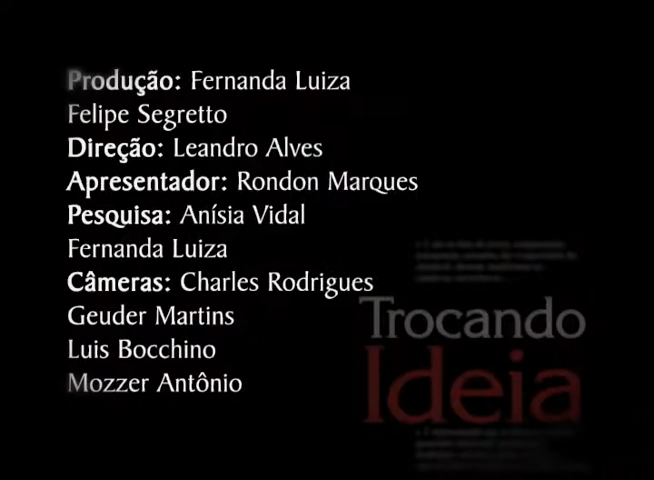 Produção: Fernanda Luiza
Felipe Segretto
Direção: Leandro Alves
Apresentador: Rondon Marques
Pesquisa: Anísia Vidal
Fernanda Luiza
Câmeras: Charles Rodrigues
Geuder Martins
Luis Bocchino
Mozzer Antônio
Trocando
Ideia